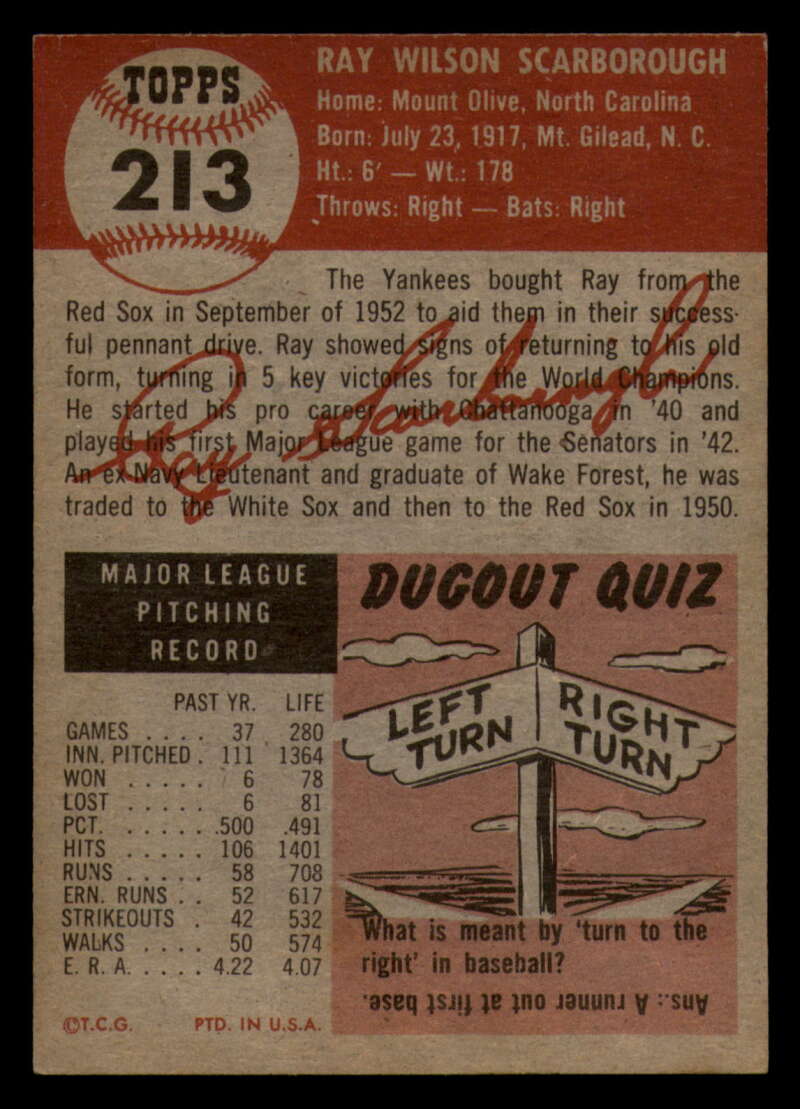 TOPPS
213
RAY WILSON SCARBOROUGH
Home: Mount Olive, North Carolina
Born: July 23, 1917, Mt. Gilead, N. C.
Ht.: 6′ — Wt.: 178
Throws: Right — Bats: Right
The Yankees bought Ray from the
Red Sox in September of 1952 to aid them in their success-
ful pennant drive. Ray showed signs of returning to his old
form, turning in 5 key victories for the World Champions.
He started his pro career with Chattanooga in '40 and
played his first Major League game for the Senators in '42.
An ex-Navy Lieutenant and graduate of Wake Forest, he was
traded to the White Sox and then to the Red Sox in 1950.
Ray Scarborough
MAJOR LEAGUE
PITCHING
RECORD
PAST YR. LIFE
GAMES . . . . 37 280
INN. PITCHED . 111 1364
WON . . . . . 6 78
LOST . . . . . 6 81
PCT. . . . . . .500 .491
HITS . . . . . 106 1401
RUNS . . . . . 58 708
ERN. RUNS . . 52 617
STRIKEOUTS . 42 532
WALKS . . . . 50 574
E. R. A. . . . . 4.22 4.07
©T.C.G. PTD. IN U.S.A.
DUGOUT QUIZ
LEFT
TURN
RIGHT
TURN
What is meant by 'turn to the
right' in baseball?
Ans.: A runner out at first base.